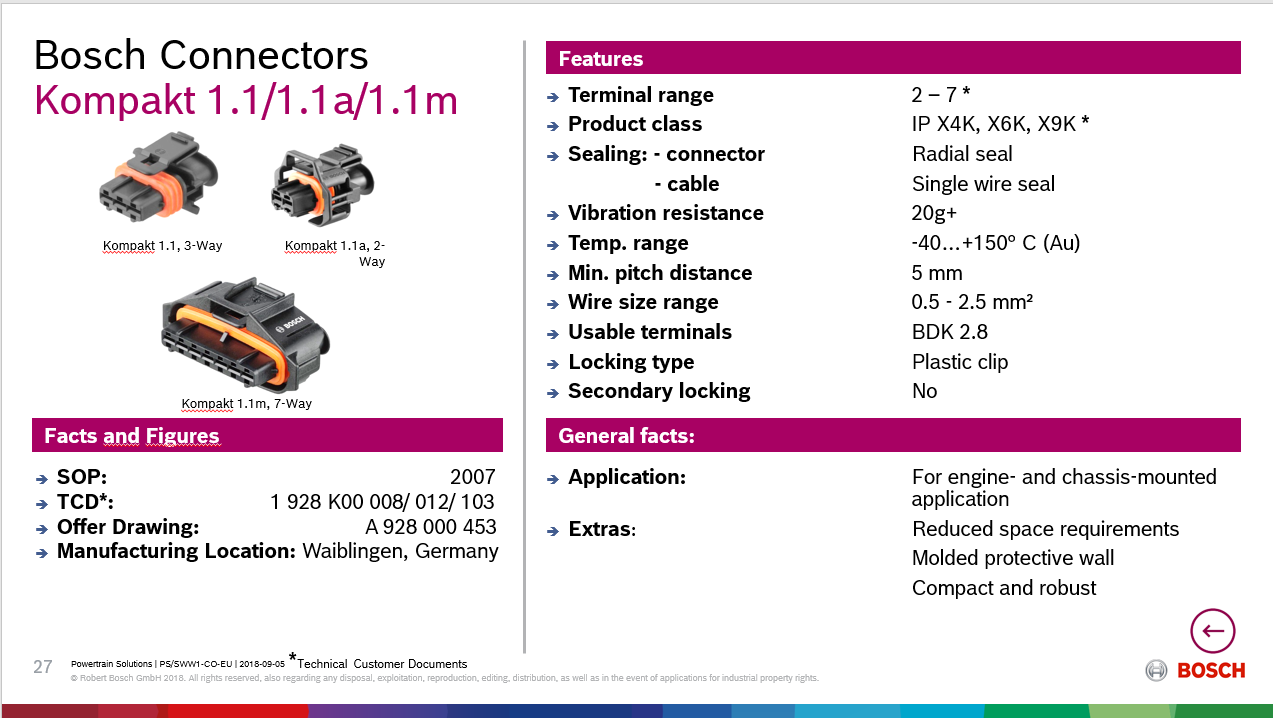 Bosch Connectors
Kompakt 1.1/1.1a/1.1m
Kompakt 1.1, 3-Way
Kompakt 1.1a, 2-
Way
BOSCH
Kompakt 1.1m, 7-Way
Facts and Figures
SOP: 2007
TCD*: 1 928 K00 008/ 012/ 103
Offer Drawing: A 928 000 453
Manufacturing Location: Waiblingen, Germany
Features
Terminal range 2 – 7 *
Product class IP X4K, X6K, X9K *
Sealing: - connector Radial seal
- cable Single wire seal
Vibration resistance 20g+
Temp. range -40…+150° C (Au)
Min. pitch distance 5 mm
Wire size range 0.5 - 2.5 mm²
Usable terminals BDK 2.8
Locking type Plastic clip
Secondary locking No
General facts:
Application: For engine- and chassis-mounted
application
Extras: Reduced space requirements
Molded protective wall
Compact and robust
27
Powertrain Solutions | PS/SWW1-CO-EU | 2018-09-05 *Technical Customer Documents
© Robert Bosch GmbH 2018. All rights reserved, also regarding any disposal, exploitation, reproduction, editing, distribution, as well as in the event of applications for industrial property rights.
BOSCH